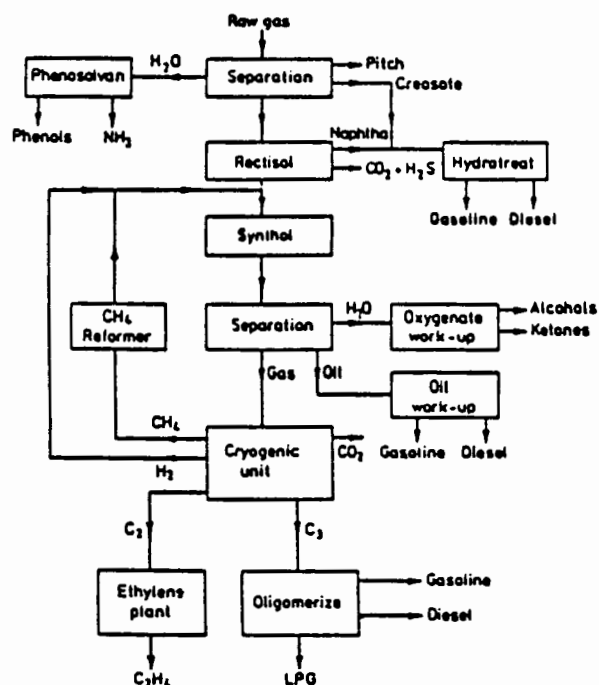 Raw gas
Phenosolvan
H₂O
Separation
Pitch
Creosote
Phenols
NH₃
Naphtha
Rectisol
CO₂ + H₂S
Hydrotreat
Gasoline
Diesel
Synthol
CH₄
Reformer
Separation
H₂O
Oxygenate
work-up
Alcohols
Ketones
Gas
Oil
Oil
work-up
CH₄
Cryogenic
unit
CO₂
Gasoline
Diesel
H₂
C₂
C₃
Ethylene
plant
Oligomerize
Gasoline
Diesel
C₂H₄
LPG